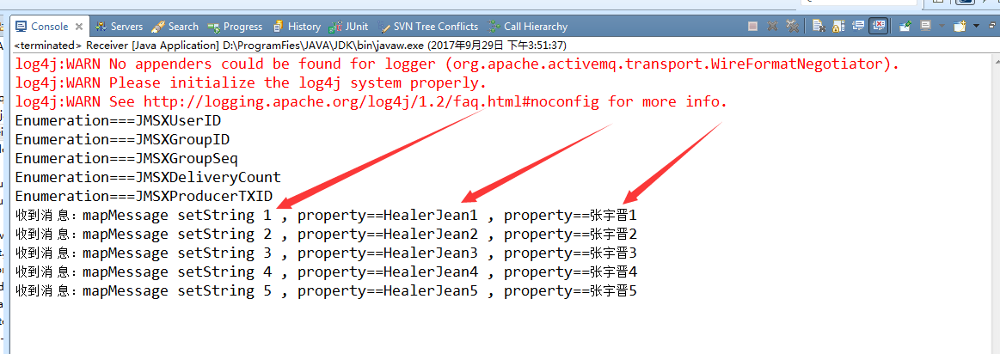 Console Servers Search Progress History JUnit SVN Tree Conflicts Call Hierarchy
<terminated> Receiver [Java Application] D:\ProgramFies\JAVA\JDK\bin\javaw.exe (2017年9月29日 下午3:51:37)
log4j:WARN No appenders could be found for logger (org.apache.activemq.transport.WireFormatNegotiator).
log4j:WARN Please initialize the log4j system properly.
log4j:WARN See http://logging.apache.org/log4j/1.2/faq.html#noconfig for more info.
Enumeration===JMSXUserID
Enumeration===JMSXGroupID
Enumeration===JMSXGroupSeq
Enumeration===JMSXDeliveryCount
Enumeration===JMSXProducerTXID
收到消息：mapMessage setString 1 , property==HealerJean1 , property==张宇晋1
收到消息：mapMessage setString 2 , property==HealerJean2 , property==张宇晋2
收到消息：mapMessage setString 3 , property==HealerJean3 , property==张宇晋3
收到消息：mapMessage setString 4 , property==HealerJean4 , property==张宇晋4
收到消息：mapMessage setString 5 , property==HealerJean5 , property==张宇晋5